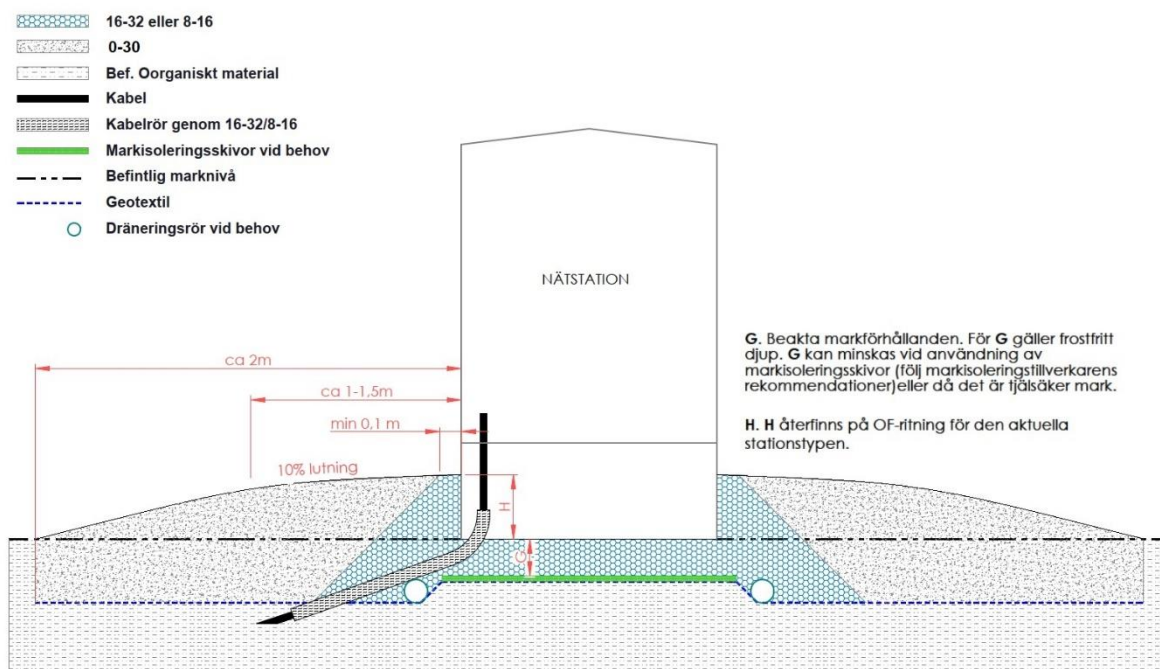 16-32 eller 8-16
0-30
Bef. Oorganiskt material
Kabel
Kabelrör genom 16-32/8-16
Markisoleringsskivor vid behov
Befintlig marknivå
Geotextil
Dräneringsrör vid behov
NÄTSTATION
G. Beakta markförhållanden. För G gäller frostfritt
djup. G kan minskas vid användning av
markisoleringsskivor (följ markisoleringstillverkarens
rekommendationer)eller då det är tjälsäker mark.
H. H återfinns på OF-ritning för den aktuella
stationstypen.
ca 2m
ca 1-1,5m
min 0,1 m
10% lutning
H
G